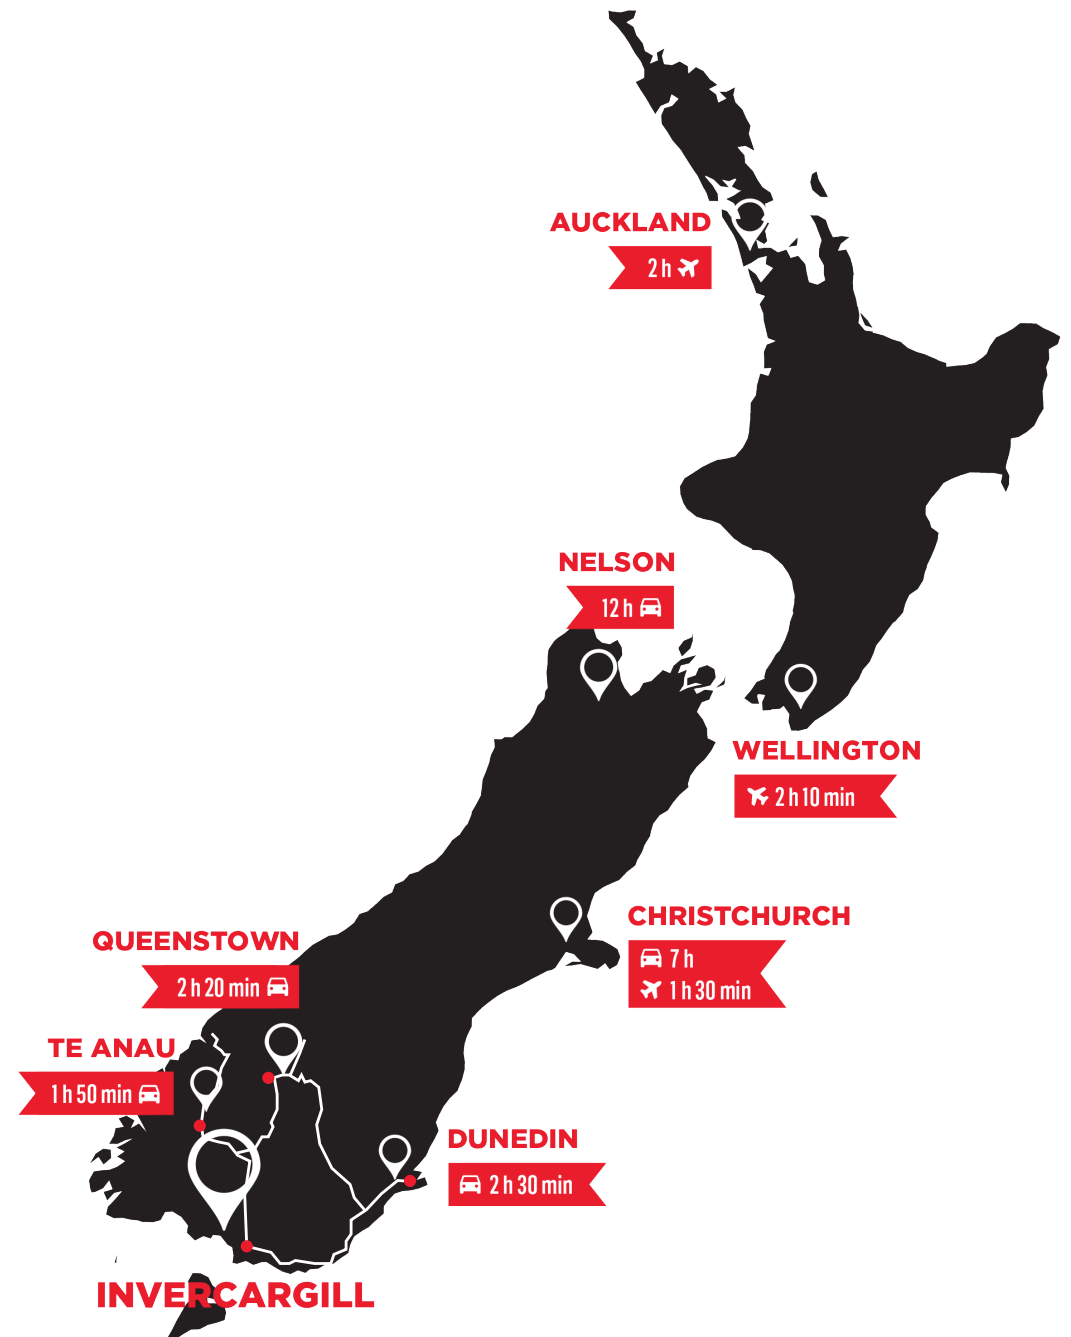 AUCKLAND
2 h
NELSON
12 h
WELLINGTON
2 h 10 min
CHRISTCHURCH
7 h
1 h 30 min
QUEENSTOWN
2 h 20 min
TE ANAU
1 h 50 min
DUNEDIN
2 h 30 min
INVERCARGILL